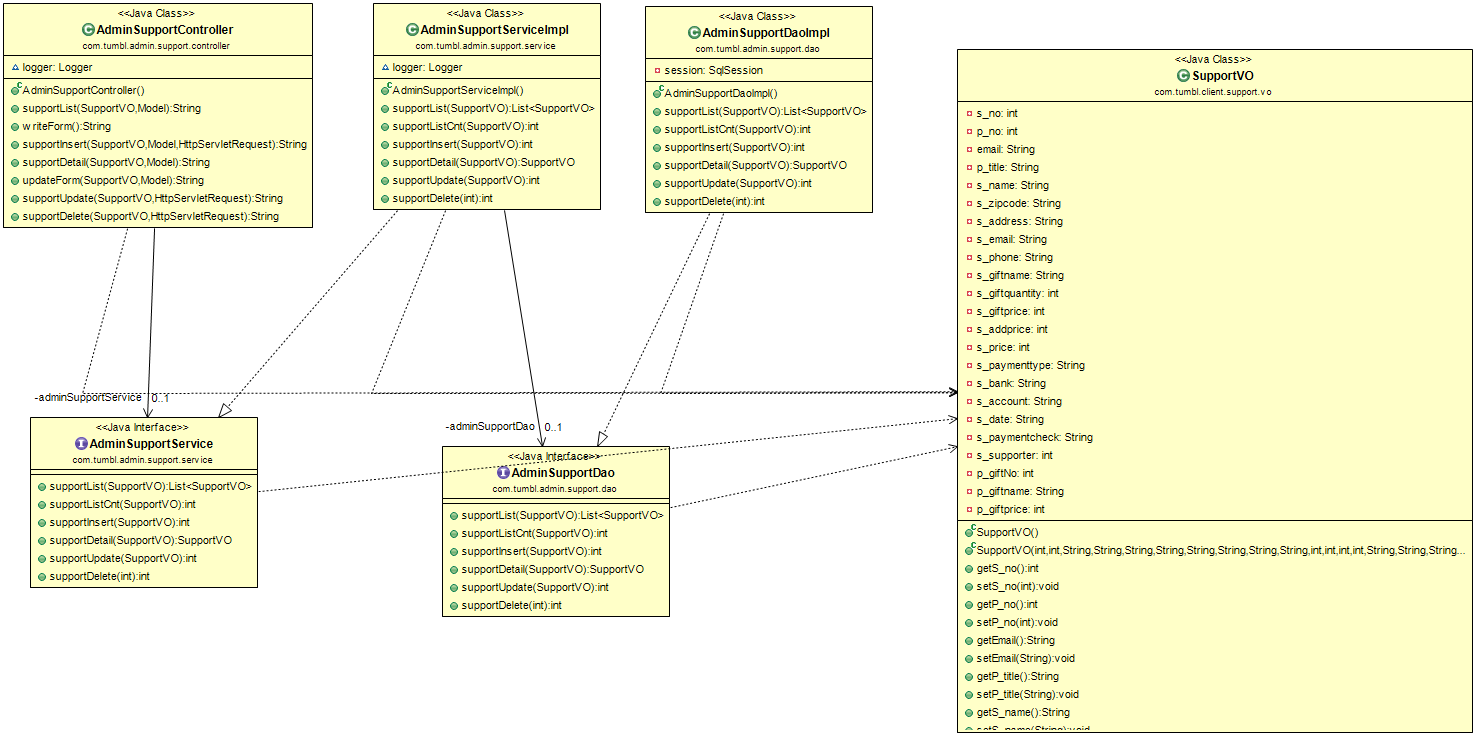 <<Java Class>>
AdminSupportController
com.tumbl.admin.support.controller
logger: Logger
AdminSupportController()
supportList(SupportVO,Model):String
writeForm():String
supportInsert(SupportVO,Model,HttpServletRequest):String
supportDetail(SupportVO,Model):String
updateForm(SupportVO,Model):String
supportUpdate(SupportVO,HttpServletRequest):String
supportDelete(SupportVO,HttpServletRequest):String
<<Java Class>>
AdminSupportServiceImpl
com.tumbl.admin.support.service
logger: Logger
AdminSupportServiceImpl()
supportList(SupportVO):List<SupportVO>
supportListCnt(SupportVO):int
supportInsert(SupportVO):int
supportDetail(SupportVO):SupportVO
supportUpdate(SupportVO):int
supportDelete(int):int
<<Java Class>>
AdminSupportDaoImpl
com.tumbl.admin.support.dao
session: SqlSession
AdminSupportDaoImpl()
supportList(SupportVO):List<SupportVO>
supportListCnt(SupportVO):int
supportInsert(SupportVO):int
supportDetail(SupportVO):SupportVO
supportUpdate(SupportVO):int
supportDelete(int):int
<<Java Class>>
SupportVO
com.tumbl.client.support.vo
s_no: int
p_no: int
email: String
p_title: String
s_name: String
s_zipcode: String
s_address: String
s_email: String
s_phone: String
s_giftname: String
s_giftquantity: int
s_giftprice: int
s_addprice: int
s_price: int
s_paymenttype: String
s_bank: String
s_account: String
s_date: String
s_paymentcheck: String
s_supporter: int
p_giftNo: int
p_giftname: String
p_giftprice: int
SupportVO()
SupportVO(int,int,String,String,String,String,String,String,String,String,int,int,int,int,String,String,String...
getS_no():int
setS_no(int):void
getP_no():int
setP_no(int):void
getEmail():String
setEmail(String):void
getP_title():String
setP_title(String):void
getS_name():String
setS_name(String):void
-adminSupportService 0..1
<<Java Interface>>
AdminSupportService
com.tumbl.admin.support.service
supportList(SupportVO):List<SupportVO>
supportListCnt(SupportVO):int
supportInsert(SupportVO):int
supportDetail(SupportVO):SupportVO
supportUpdate(SupportVO):int
supportDelete(int):int
-adminSupportDao 0..1
<<Java Interface>>
AdminSupportDao
com.tumbl.admin.support.dao
supportList(SupportVO):List<SupportVO>
supportListCnt(SupportVO):int
supportInsert(SupportVO):int
supportDetail(SupportVO):SupportVO
supportUpdate(SupportVO):int
supportDelete(int):int